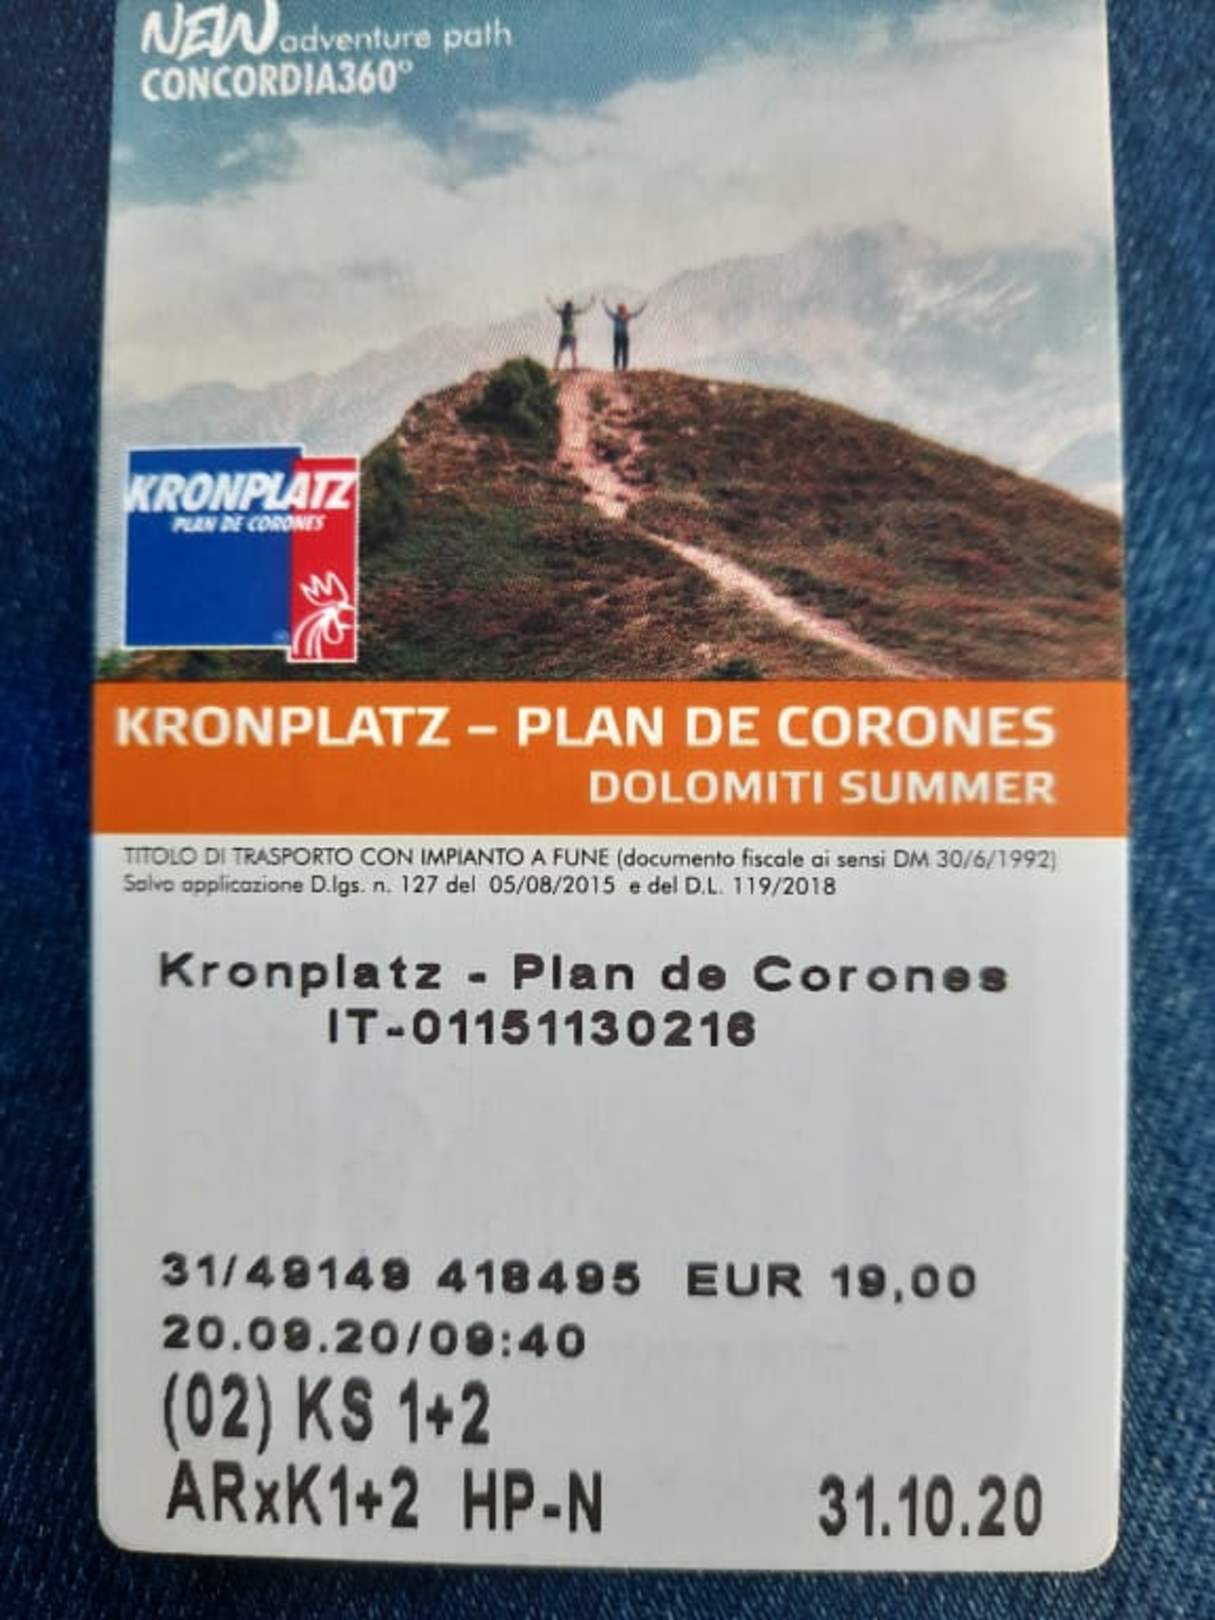 NEW adventure path
CONCORDIA360°
KRONPLATZ
PLAN DE CORONES
KRONPLATZ – PLAN DE CORONES
DOLOMITI SUMMER
TITOLO DI TRASPORTO CON IMPIANTO A FUNE (documento fiscale ai sensi DM 30/6/1992)
Salvo applicazione D.lgs. n. 127 del 05/08/2015 e del D.L. 119/2018
Kronplatz - Plan de Corones
IT-01151130216
31/49149 418495 EUR 19,00
20.09.20/09:40
(02) KS 1+2
ARxK1+2 HP-N 31.10.20